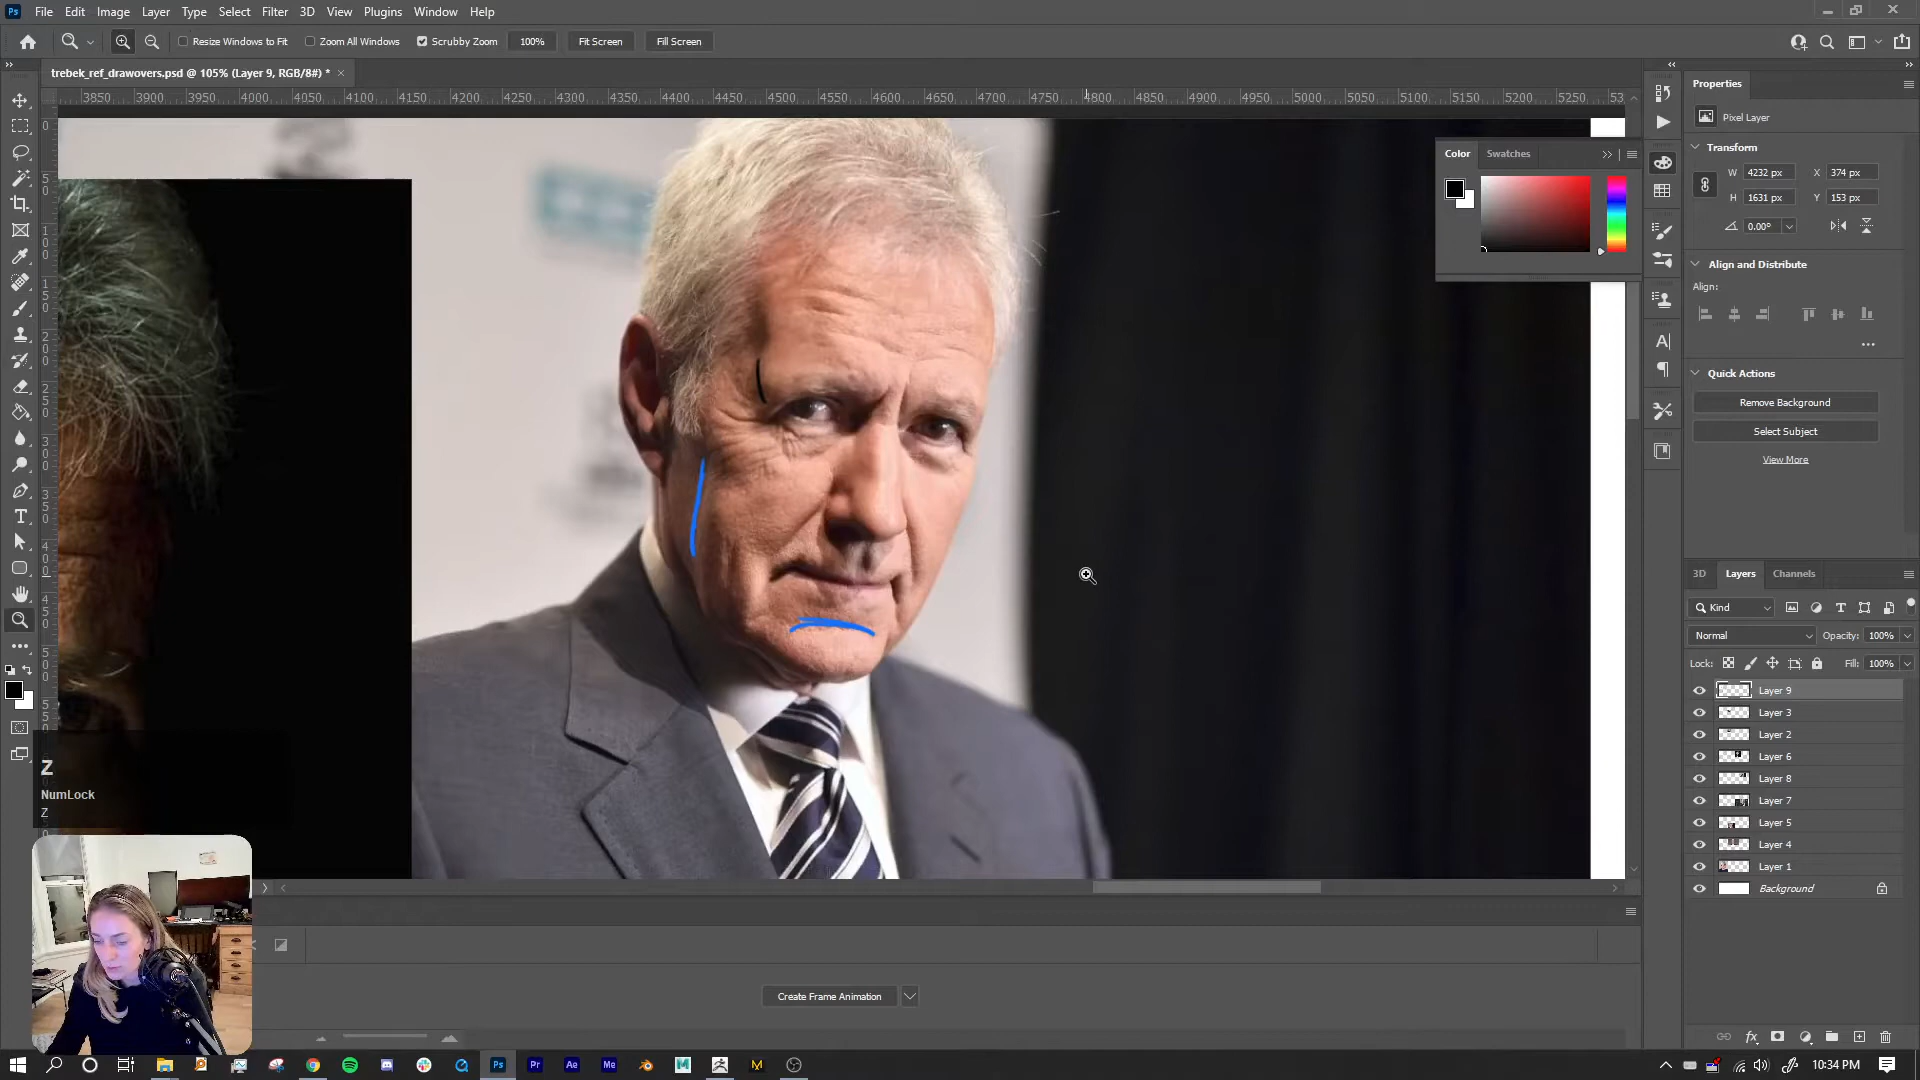 Ps File Edit Image Layer Type Select Filter 3D View Plugins Window Help
Resize Windows to Fit Zoom All Windows Scrubby Zoom 100% Fit Screen Fill Screen
trebek_ref_drawovers.psd @ 105% (Layer 9, RGB/8#) * ×
3850 3900 3950 4000 4050 4100 4150 4200 4250 4300 4350 4400 4450 4500 4550 4600 4650 4700 4750 4800 4850 4900 4950 5000 5050 5100 5150 5200 5250 53
Properties
Pixel Layer
Color Swatches
Transform
W 4232 px X 374 px
H 1631 px Y 153 px
0.00°
Align and Distribute
Align:
Quick Actions
Remove Background
Select Subject
View More
3D Layers Channels
Kind
Normal Opacity: 100%
Lock: Fill: 100%
Layer 9
Layer 3
Layer 2
Layer 6
Layer 8
Layer 7
Layer 5
Layer 4
Layer 1
Background
Z
NumLock
Z
Create Frame Animation
Ps Pr Ae Me
10:34 PM